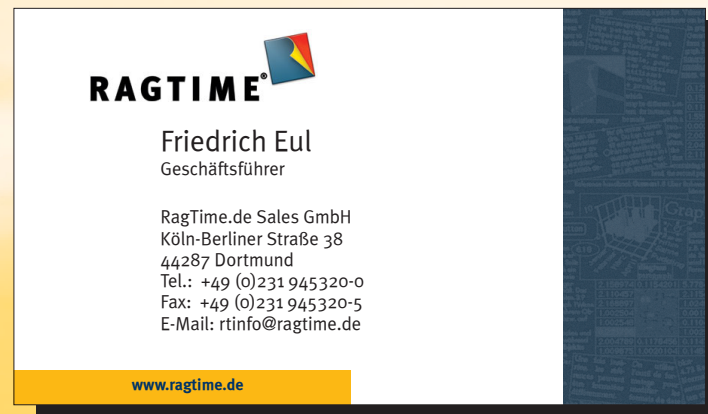 RAGTIME®
Friedrich Eul
Geschäftsführer
RagTime.de Sales GmbH
Köln-Berliner Straße 38
44287 Dortmund
Tel.: +49 (0)231 945320-0
Fax: +49 (0)231 945320-5
E-Mail: rtinfo@ragtime.de
www.ragtime.de